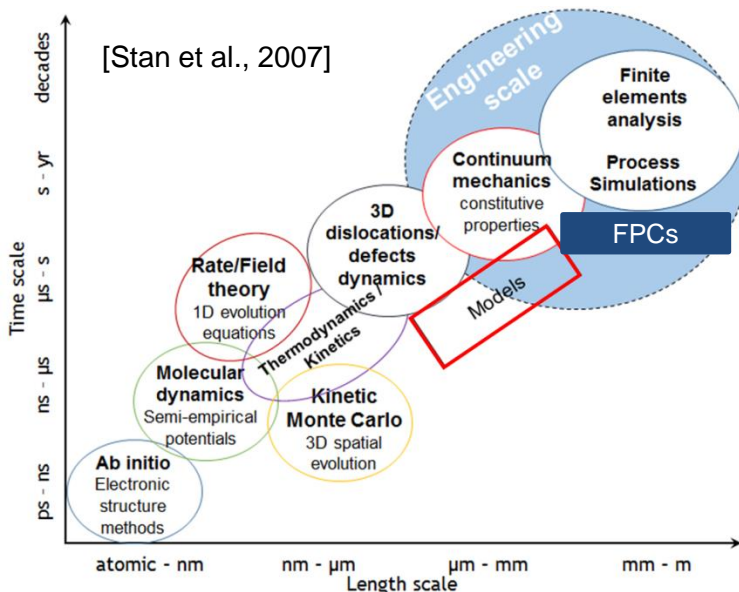 [Stan et al., 2007]
Engineering
scale
Finite
elements
analysis
Process
Simulations
Continuum
mechanics
constitutive
properties
FPCs
3D
dislocations/
defects
dynamics
Models
Rate/Field
theory
1D evolution
equations
Thermodynamics /
Kinetics
Molecular
dynamics
Semi-empirical
potentials
Kinetic
Monte Carlo
3D spatial
evolution
Ab initio
Electronic
structure
methods
Time scale
decades
s - yr
µs - s
ns - µs
ps - ns
atomic - nm
nm - µm
µm - mm
mm - m
Length scale